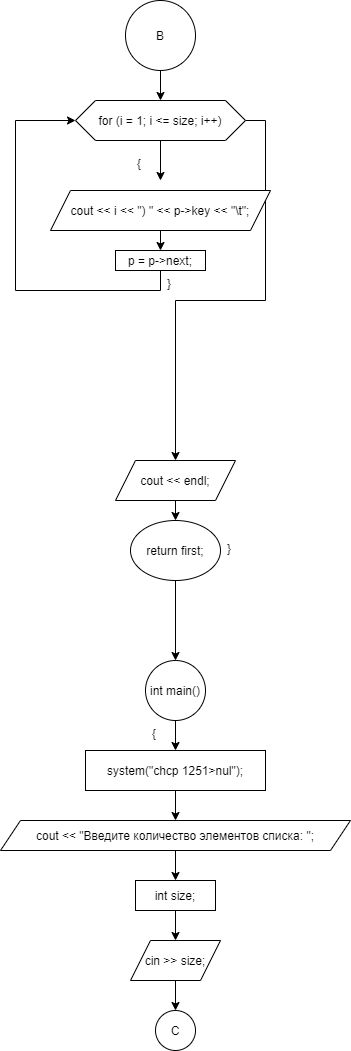 B
for (i = 1; i <= size; i++)
{
cout << i << ") " << p->key << "\t";
p = p->next;
}
cout << endl;
return first;
}
int main()
{
system("chcp 1251>nul");
cout << "Введите количество элементов списка: ";
int size;
cin >> size;
C